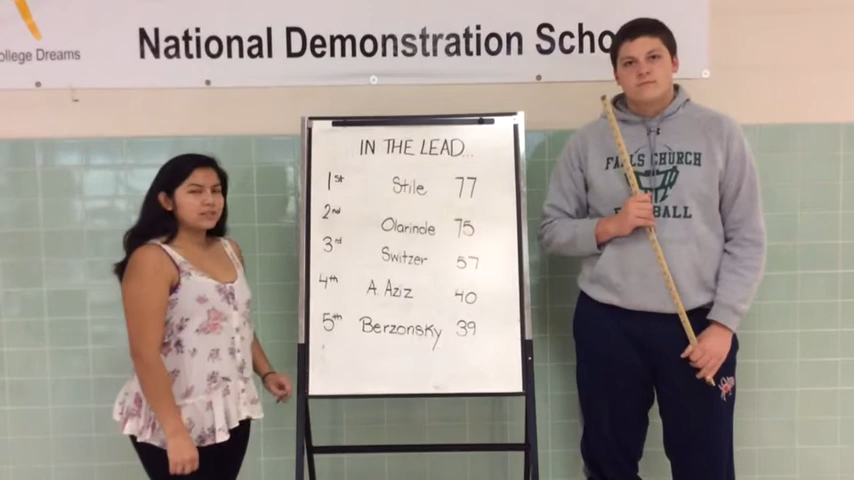 College Dreams
National Demonstration Scho
IN THE LEAD...
1st Stile 77
2nd Olarinde 75
3rd Switzer 57
4th A. Aziz 40
5th Berzonsky 39
FALLS CHURCH
BALL